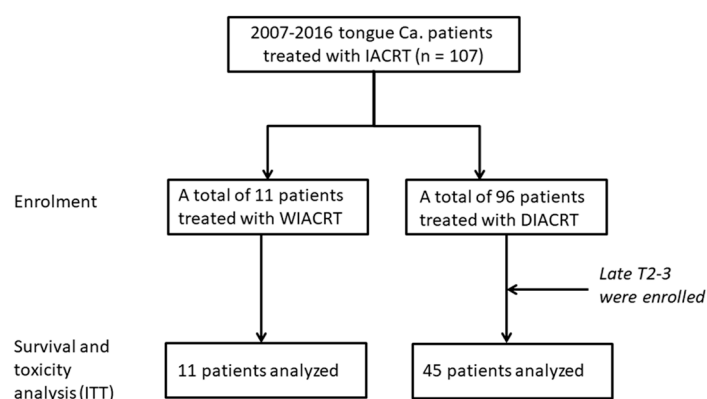 2007-2016 tongue Ca. patients
treated with IACRT (n = 107)
Enrolment
A total of 11 patients
treated with WIACRT
A total of 96 patients
treated with DIACRT
Late T2-3
were enrolled
Survival and
toxicity
analysis (ITT)
11 patients analyzed
45 patients analyzed